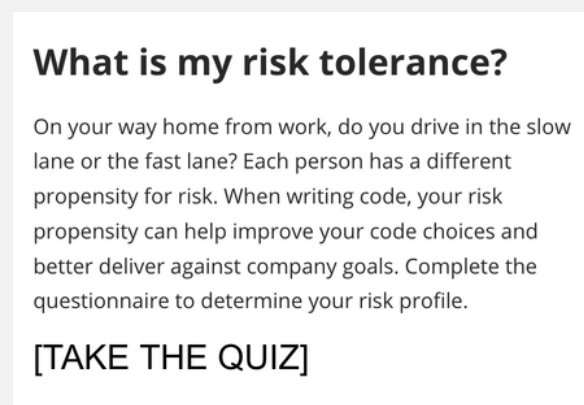 What is my risk tolerance?
On your way home from work, do you drive in the slow
lane or the fast lane? Each person has a different
propensity for risk. When writing code, your risk
propensity can help improve your code choices and
better deliver against company goals. Complete the
questionnaire to determine your risk profile.
[TAKE THE QUIZ]